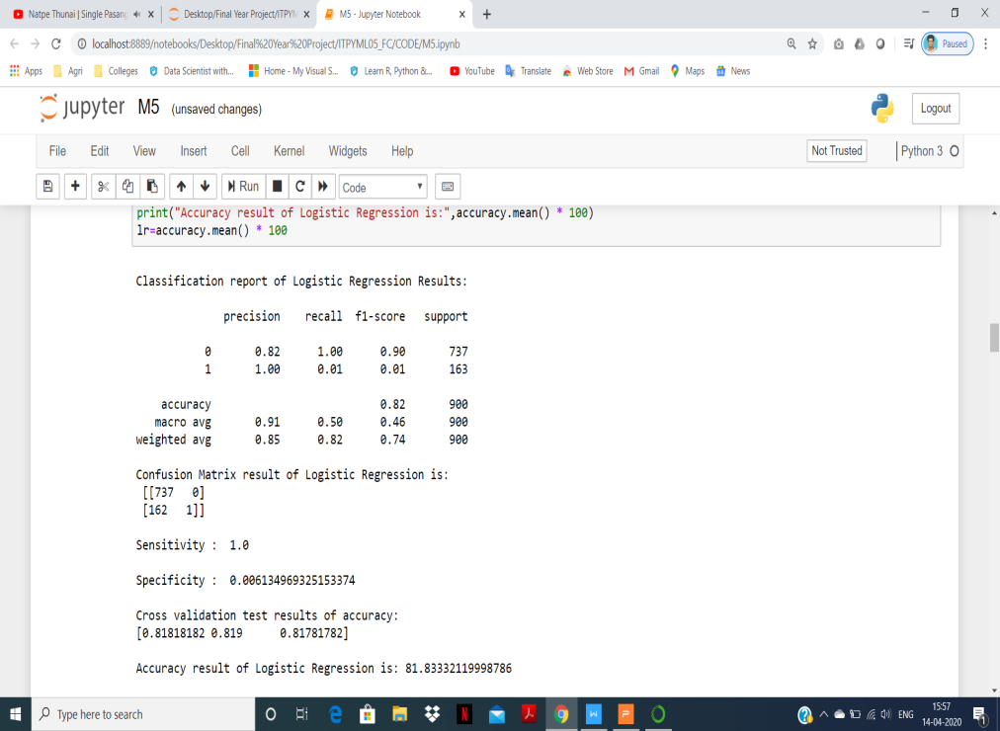 Natpe Thunai | Single Pasang
Desktop/Final Year Project/ITPYM
M5 - Jupyter Notebook
localhost:8889/notebooks/Desktop/Final%20Year%20Project/ITPYML05_FC/CODE/M5.ipynb
Paused
Apps Agri Colleges Data Scientist with... Home - My Visual S... Learn R, Python &... YouTube Translate Web Store Gmail Maps News
jupyter M5 (unsaved changes)
Logout
File Edit View Insert Cell Kernel Widgets Help
Not Trusted
Python 3
Run
Code
print("Accuracy result of Logistic Regression is:",accuracy.mean() * 100)
lr=accuracy.mean() * 100
Classification report of Logistic Regression Results:
precision recall f1-score support
0 0.82 1.00 0.90 737
1 1.00 0.01 0.01 163
accuracy 0.82 900
macro avg 0.91 0.50 0.46 900
weighted avg 0.85 0.82 0.74 900
Confusion Matrix result of Logistic Regression is:
[[737 0]
[162 1]]
Sensitivity : 1.0
Specificity : 0.006134969325153374
Cross validation test results of accuracy:
[0.81818182 0.819 0.81781782]
Accuracy result of Logistic Regression is: 81.83332119998786
Type here to search
ENG
15:57
14-04-2020
1